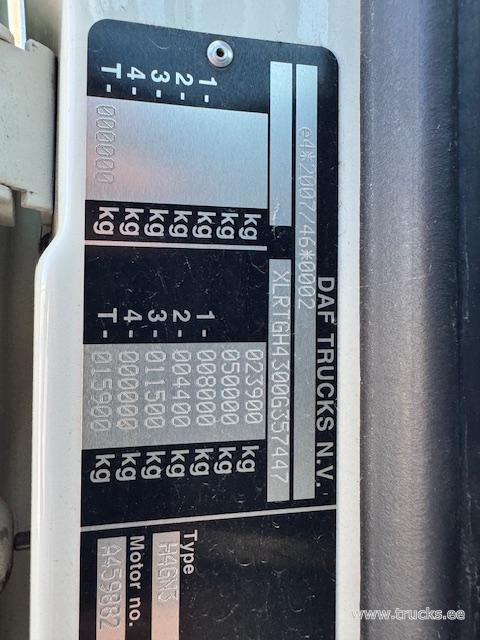 DAF TRUCKS N.V.
e4*2007/46*0002
XLRTGH4300G357447
kg
kg
1- kg
2- kg
3- kg
4- kg
T- 000000 kg
023900 kg
050000 kg
1- 008000 kg
2- 004400 kg
3- 011500 kg
4- 000000 kg
T- 015900 kg
Type
H4GN3
Motor no.
A459882
www.trucks.ee